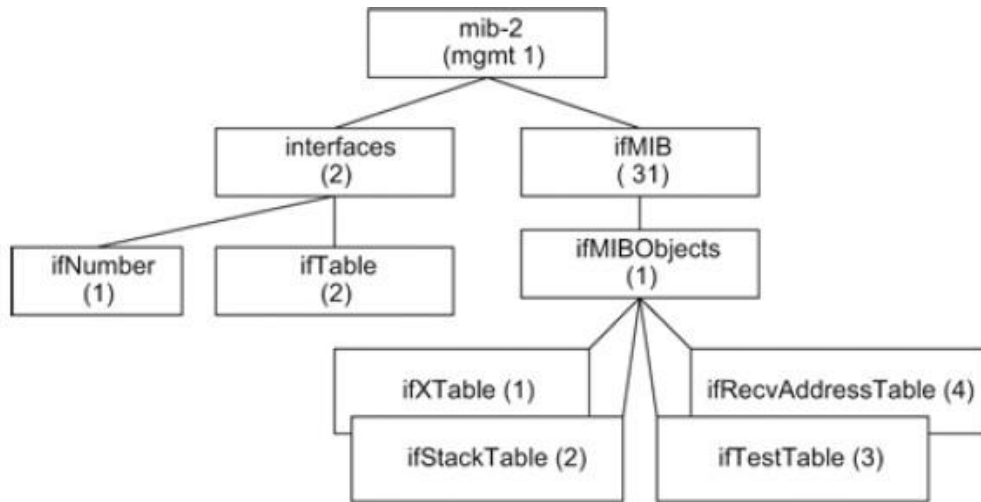 mib-2
(mgmt 1)
interfaces
(2)
ifMIB
( 31)
ifNumber
(1)
ifTable
(2)
ifMIBObjects
(1)
ifXTable (1)
ifRecvAddressTable (4)
ifStackTable (2)
ifTestTable (3)